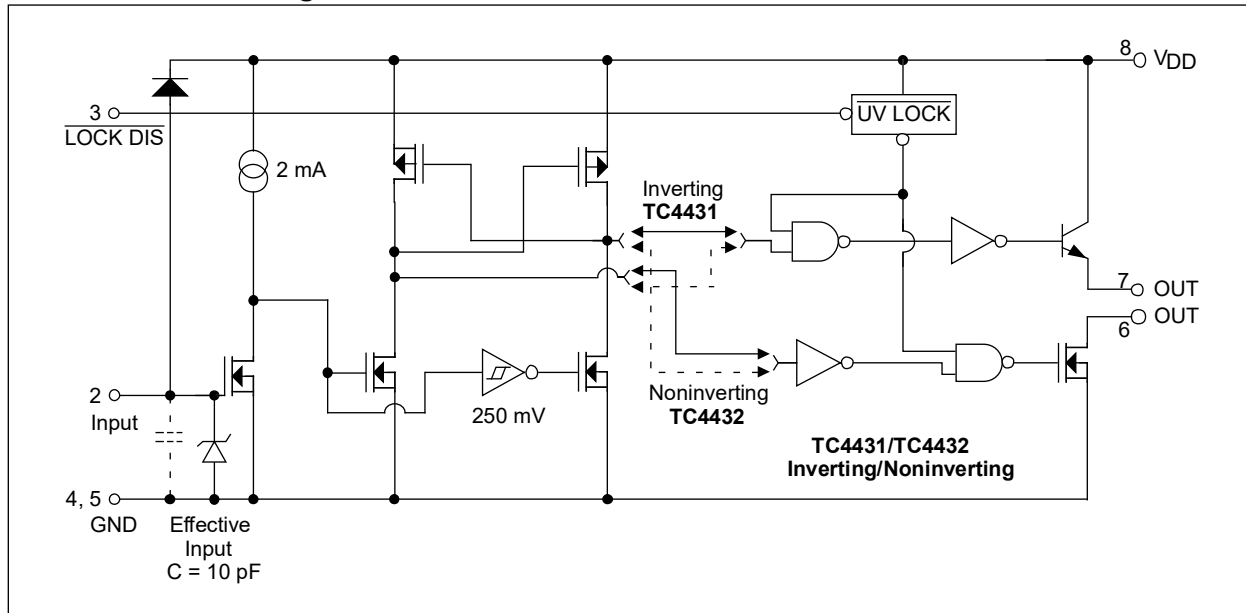 8
VDD
3
LOCK DIS
UV LOCK
2 mA
Inverting
TC4431
7
OUT
6
OUT
2
Input
250 mV
Noninverting
TC4432
TC4431/TC4432
Inverting/Noninverting
4, 5
GND
Effective
Input
C = 10 pF